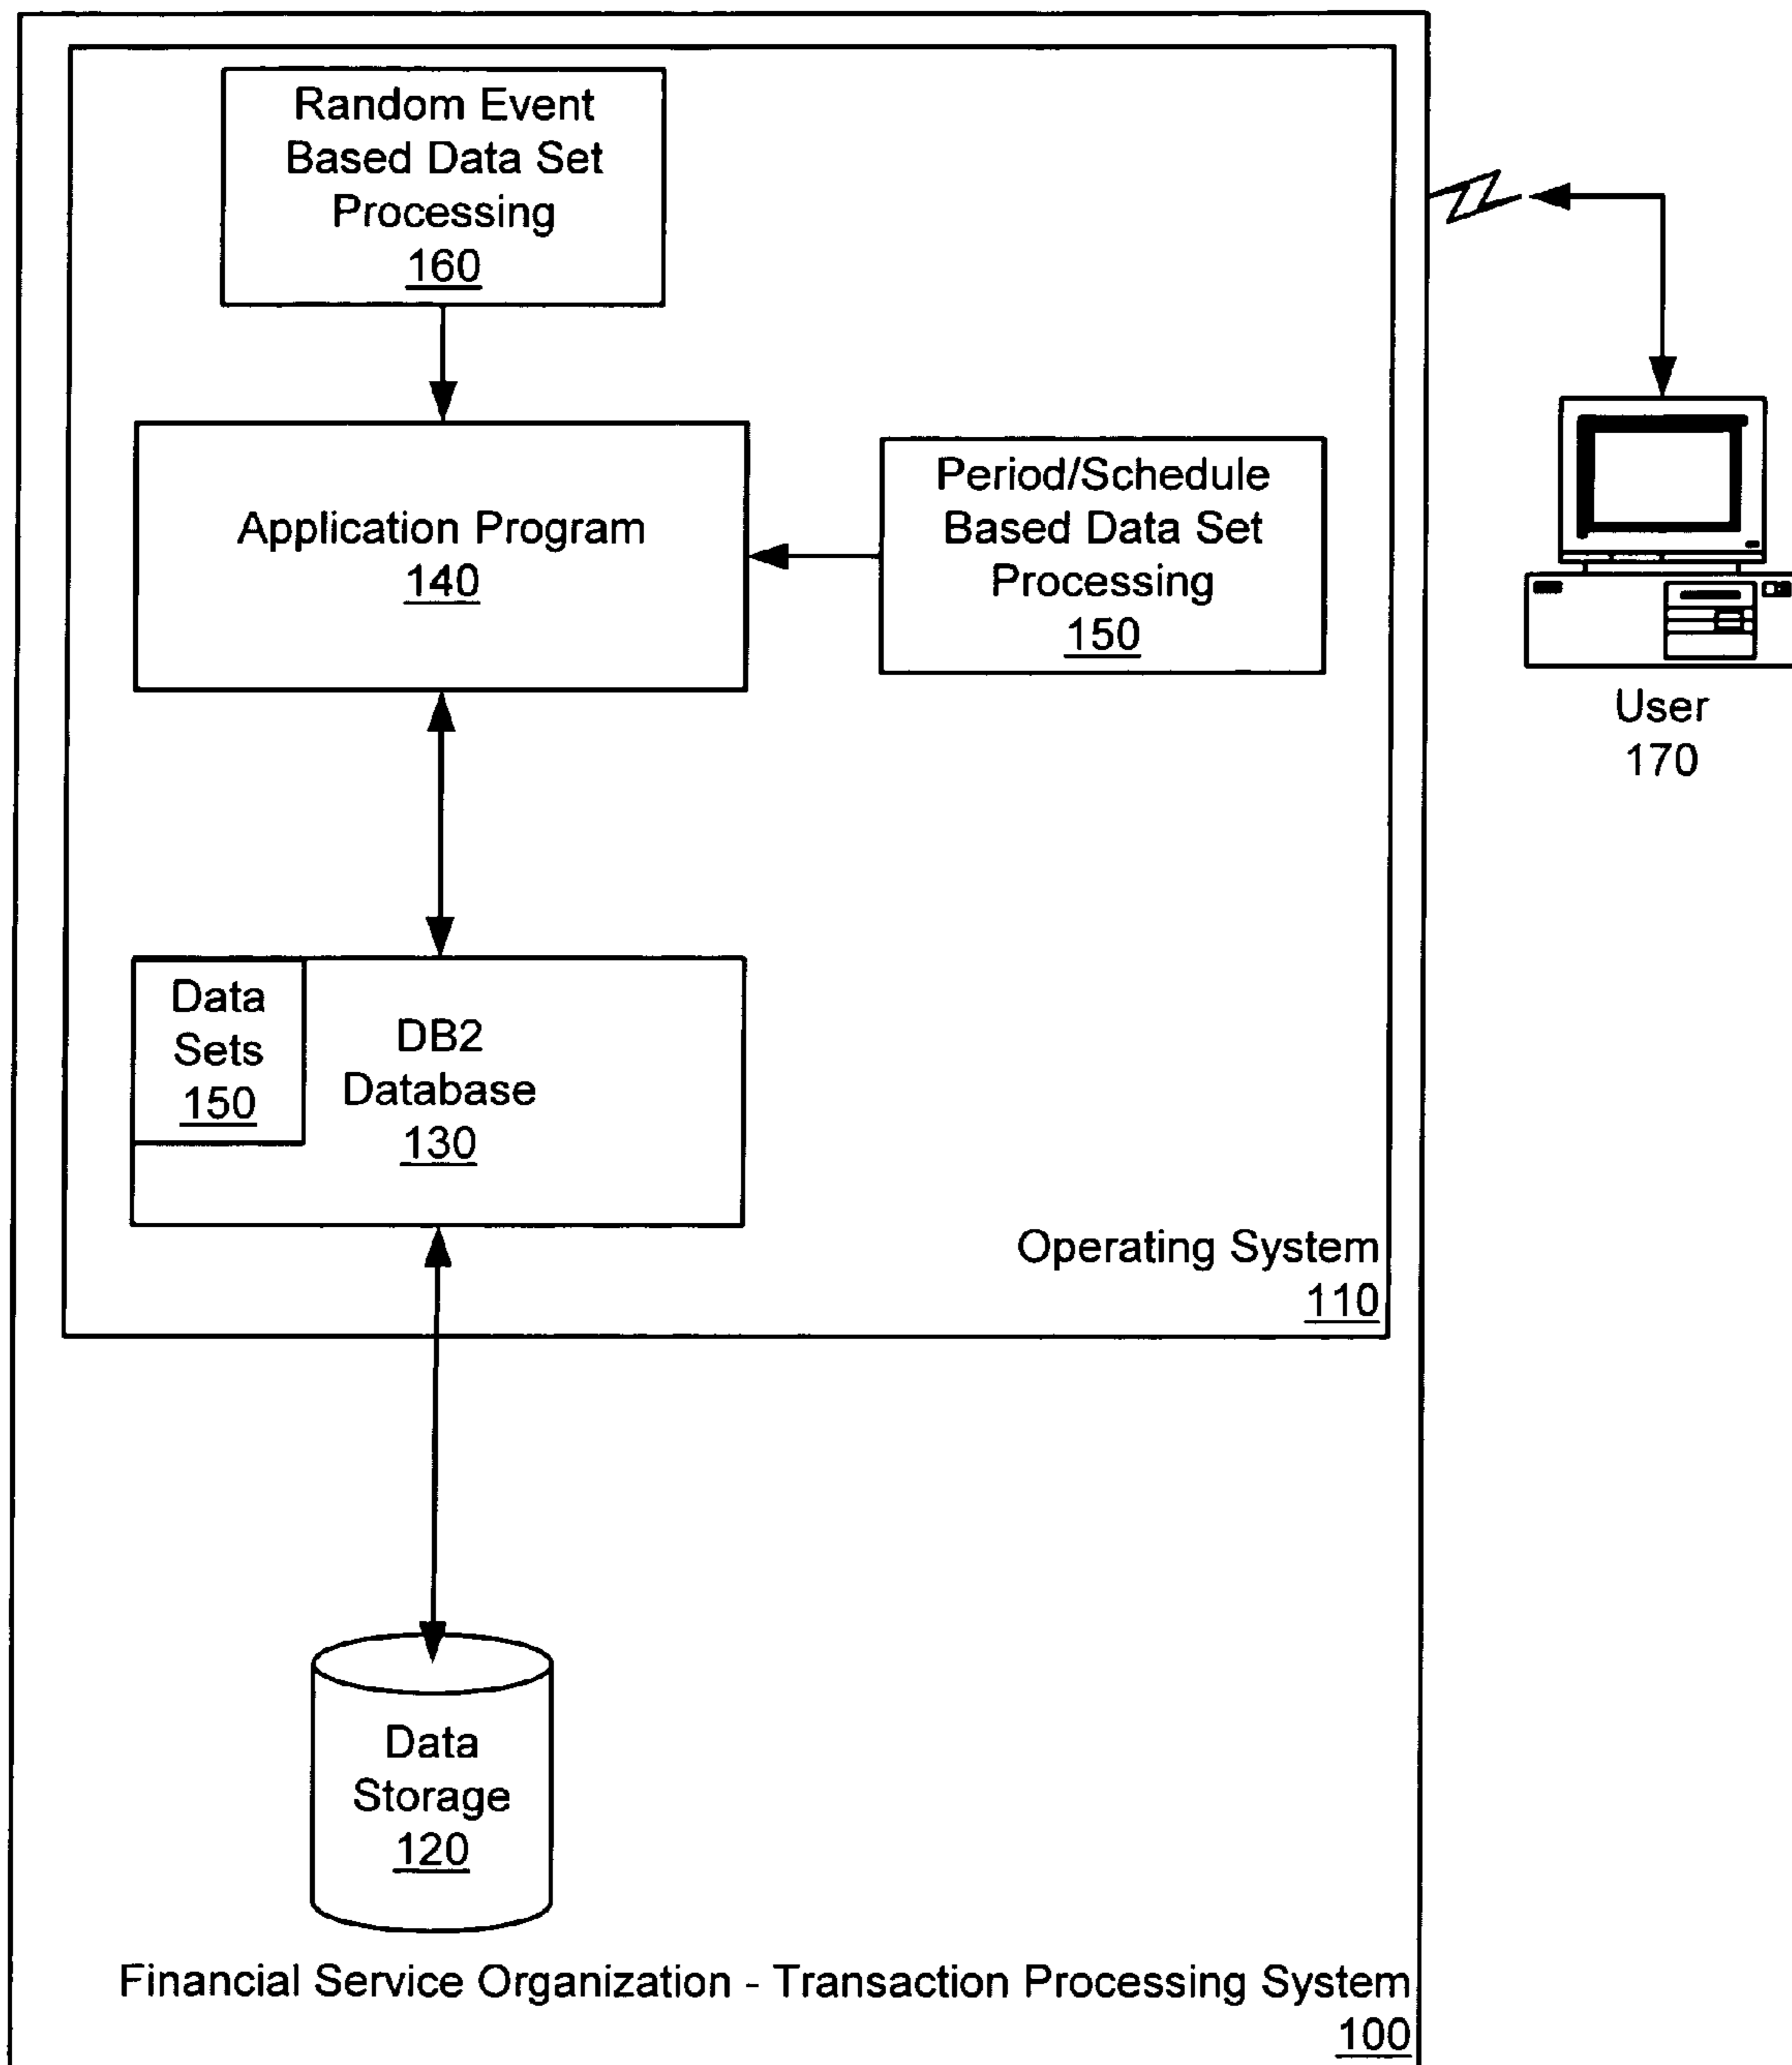 Random Event
Based Data Set
Processing
160
Application Program
140
Period/Schedule
Based Data Set
Processing
150
User
170
Data
Sets
150
DB2
Database
130
Operating System
110
Data
Storage
120
Financial Service Organization - Transaction Processing System
100